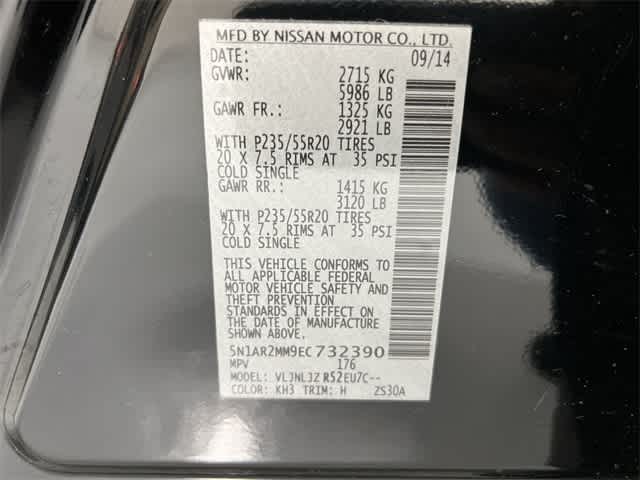 MFD BY NISSAN MOTOR CO., LTD.
DATE: 09/14
GVWR: 2715 KG
5986 LB
GAWR FR.: 1325 KG
2921 LB
WITH P235/55R20 TIRES
20 X 7.5 RIMS AT 35 PSI
COLD SINGLE
GAWR RR.: 1415 KG
3120 LB
WITH P235/55R20 TIRES
20 X 7.5 RIMS AT 35 PSI
COLD SINGLE
THIS VEHICLE CONFORMS TO
ALL APPLICABLE FEDERAL
MOTOR VEHICLE SAFETY AND
THEFT PREVENTION
STANDARDS IN EFFECT ON
THE DATE OF MANUFACTURE
SHOWN ABOVE.
5N1AR2MM9EC732390
MPV 176
MODEL: VLJNLJZ R52EU7C--
COLOR: KH3 TRIM: H ZS30A